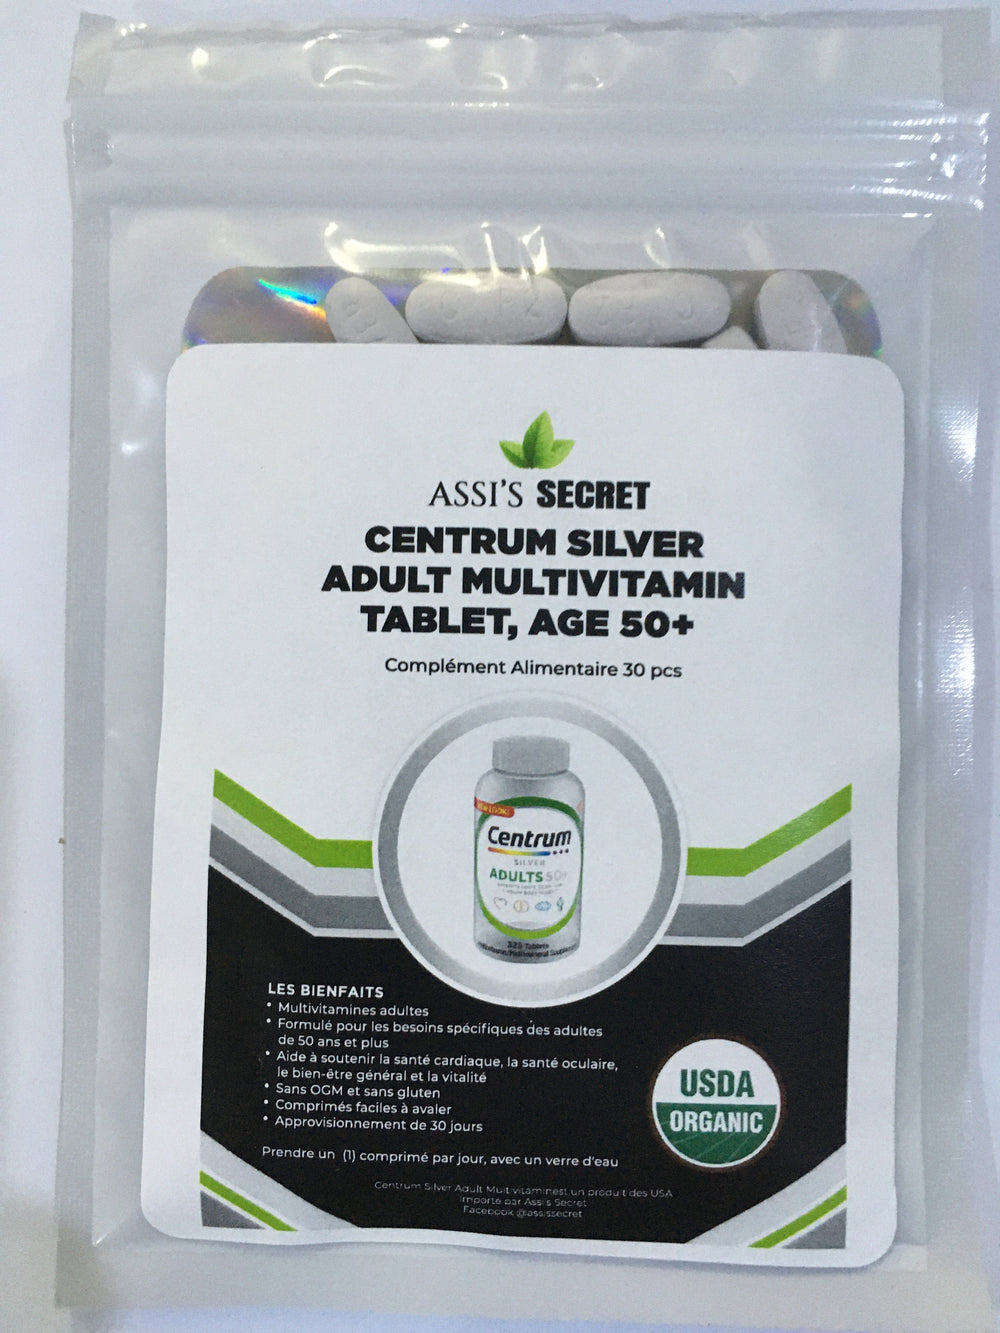 ASSI'S SECRET
CENTRUM SILVER
ADULT MULTIVITAMIN
TABLET, AGE 50+
Complément Alimentaire 30 pcs
NEW LOOK!
Centrum
SILVER
ADULTS 50+
325 Tablets
LES BIENFAITS
• Multivitamines adultes
• Formulé pour les besoins spécifiques des adultes
de 50 ans et plus
• Aide à soutenir la santé cardiaque, la santé oculaire,
le bien-être général et la vitalité
• Sans OGM et sans gluten
• Comprimés faciles à avaler
• Approvisionnement de 30 jours
USDA
ORGANIC
Prendre un (1) comprimé par jour, avec un verre d'eau
Centrum Silver Adult Multivitaminest un produit des USA
Importé par Assi's Secret
Facebook @assissecret